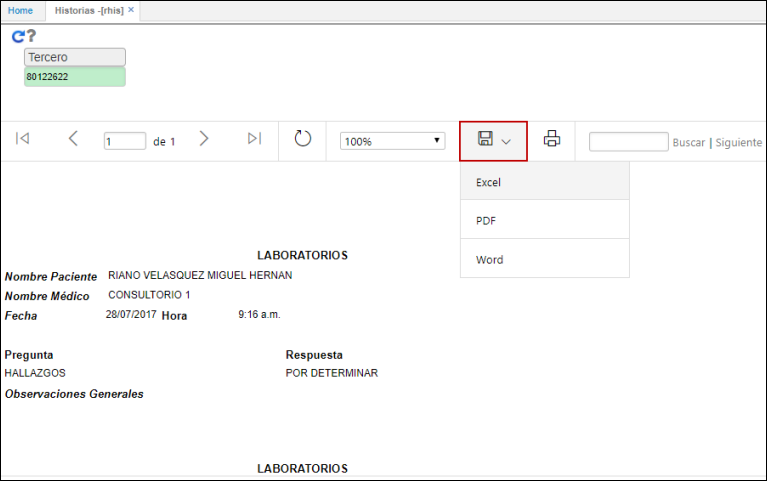 Home Historias -[rhis] ×
?
Tercero
80122622
1 de 1 100% Buscar | Siguiente
Excel
PDF
Word
LABORATORIOS
Nombre Paciente RIANO VELASQUEZ MIGUEL HERNAN
Nombre Médico CONSULTORIO 1
Fecha 28/07/2017 Hora 9:16 a.m.
Pregunta Respuesta
HALLAZGOS POR DETERMINAR
Observaciones Generales
LABORATORIOS